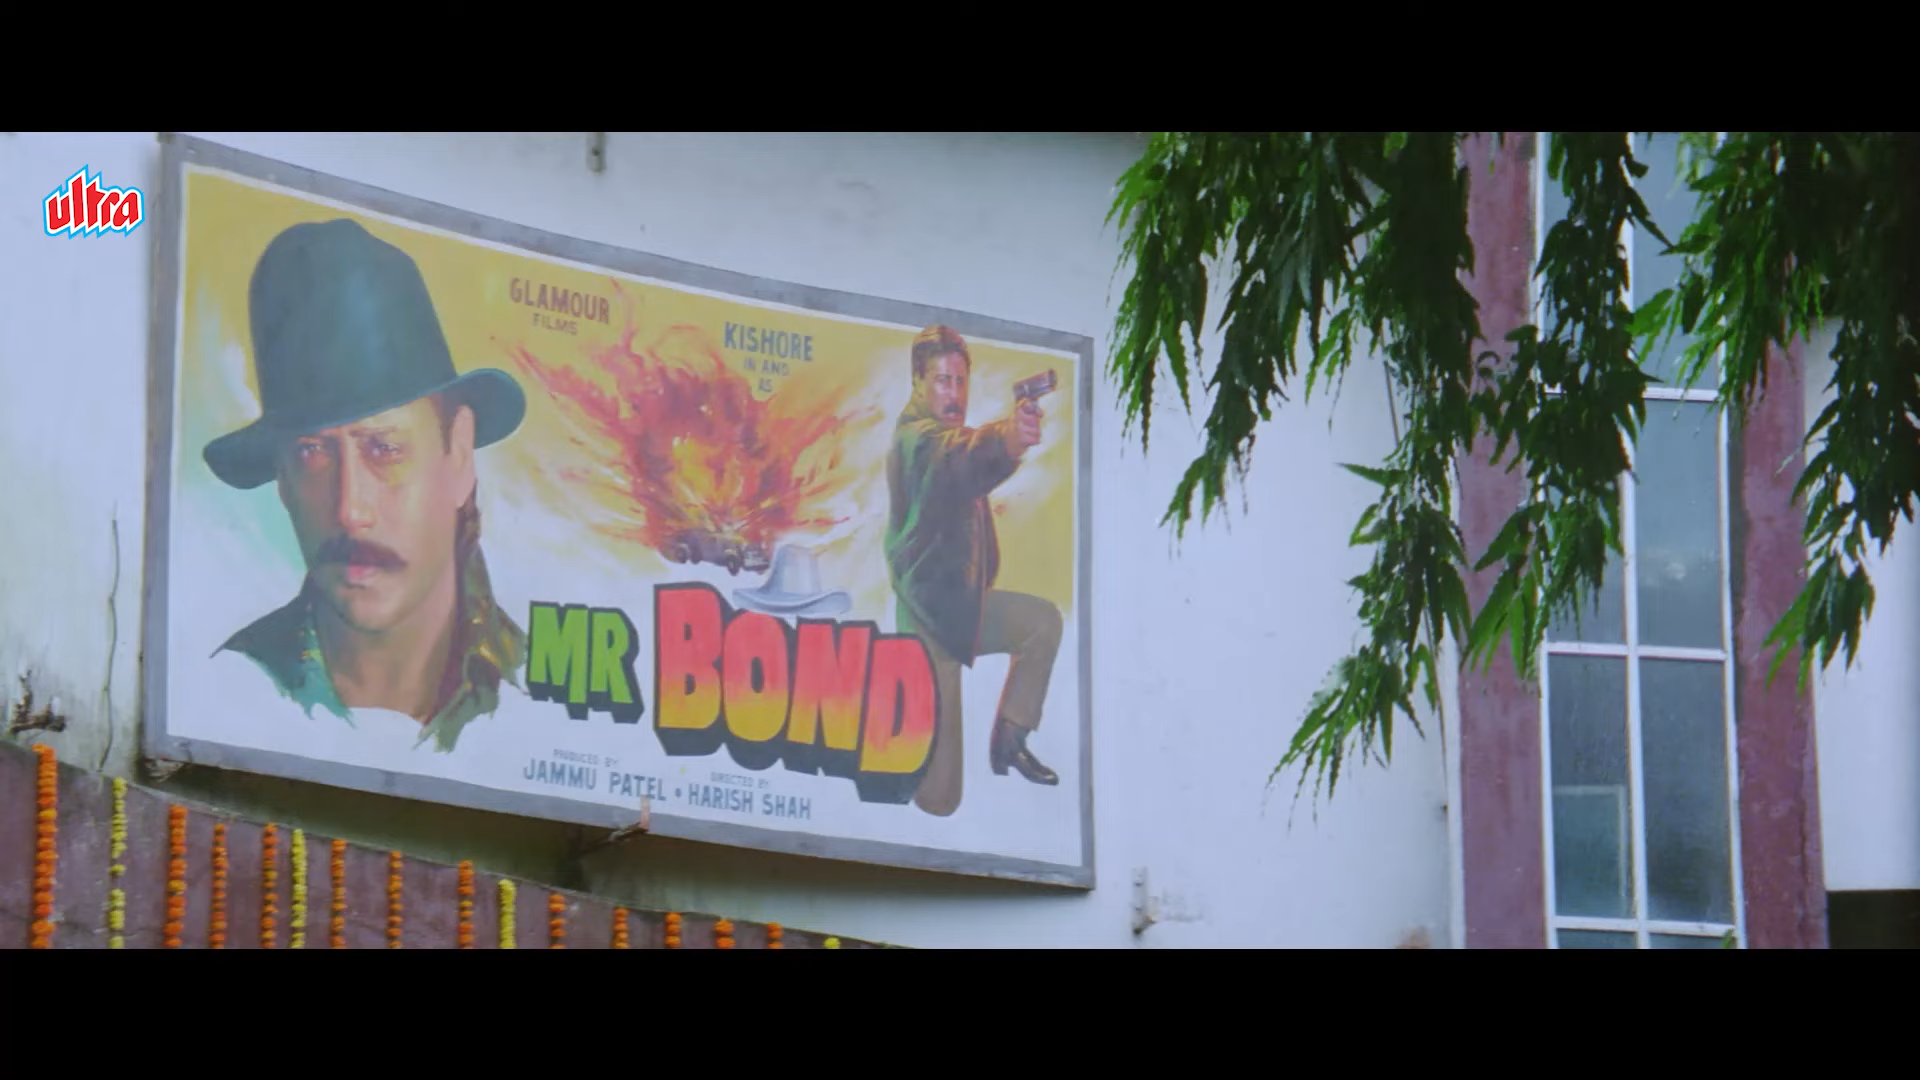 ultra
GLAMOUR
FILMS
KISHORE
IN AND
AS
MR BOND
PRODUCED BY
JAMMU PATEL •
DIRECTED BY
HARISH SHAH